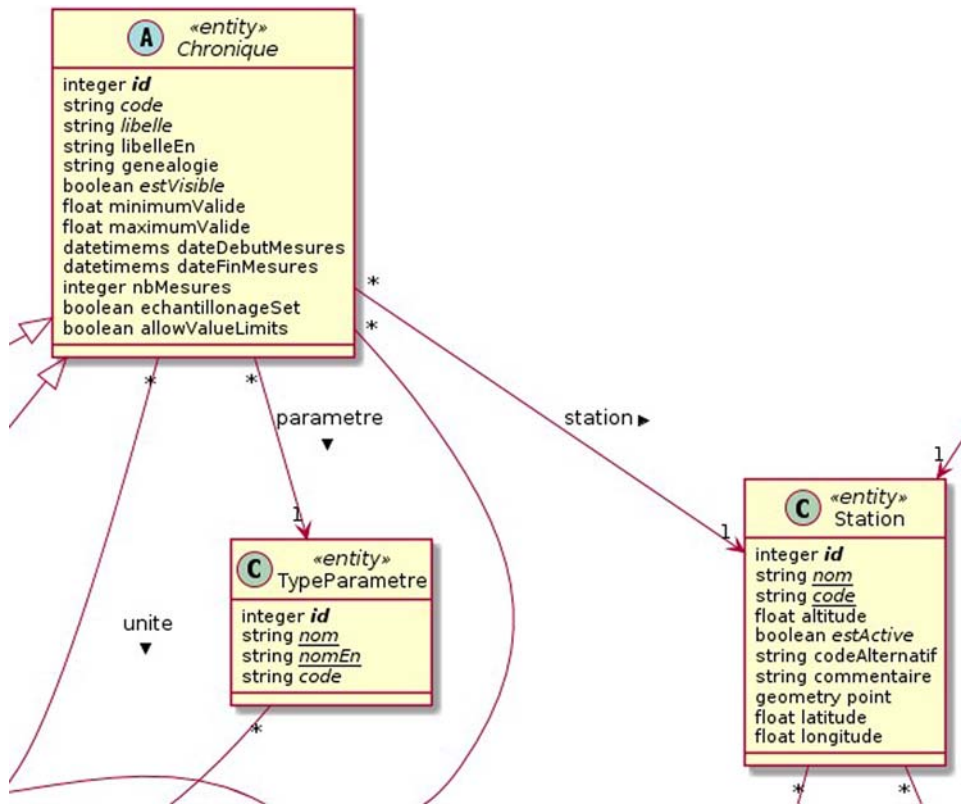 A
«entity»
Chronique
integer id
string code
string libelle
string libelleEn
string genealogie
boolean estVisible
float minimumValide
float maximumValide
datetimems dateDebutMesures
datetimems dateFinMesures
integer nbMesures
boolean echantillonageSet
boolean allowValueLimits
*
*
*
*
parametre
station
unite
1
1
1
C
«entity»
TypeParametre
integer id
string nom
string nomEn
string code
*
C
«entity»
Station
integer id
string nom
string code
float altitude
boolean estActive
string codeAlternatif
string commentaire
geometry point
float latitude
float longitude
*
*